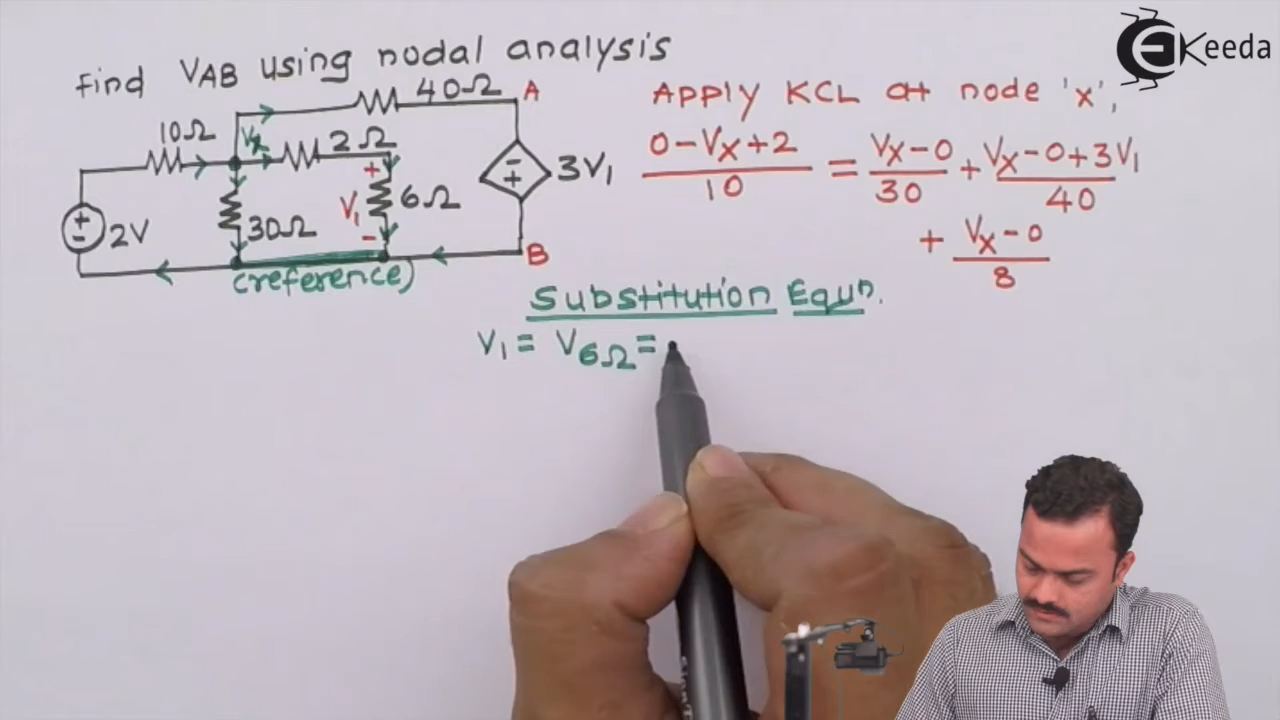 Find VAB using nodal analysis
40Ω A
10Ω Vx 2Ω
3V1
V1 6Ω
2V 30Ω
B
(reference)
Apply KCL at node 'x',
0-Vx+2/10 = Vx-0/30 + Vx-0+3V1/40
+ Vx-0/8
Substitution Equn.
V1 = V6Ω =
EKeeda